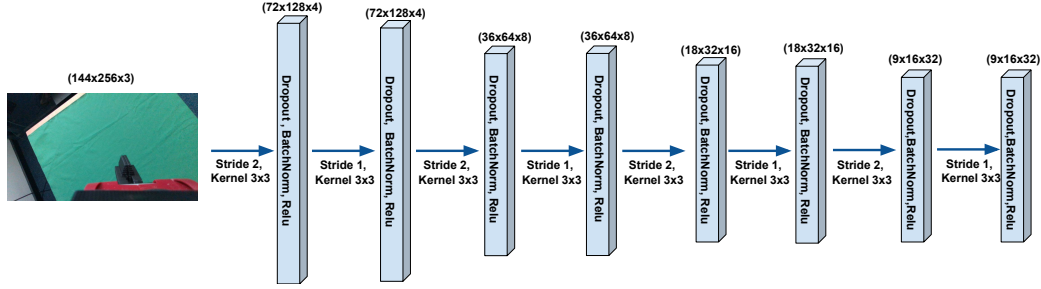 (144x256x3)
Stride 2,
Kernel 3x3
(72x128x4)
Dropout , BatchNorm, Relu
Stride 1,
Kernel 3x3
(72x128x4)
Dropout, BatchNorm, Relu
Stride 2,
Kernel 3x3
(36x64x8)
Dropout, BatchNorm, Relu
Stride 1,
Kernel 3x3
(36x64x8)
Dropout, BatchNorm, Relu
Stride 2,
Kernel 3x3
(18x32x16)
Dropout, BatchNorm, Relu
Stride 1,
Kernel 3x3
(18x32x16)
Dropout, BatchNorm, Relu
Stride 2,
Kernel 3x3
(9x16x32)
Dropout,BatchNorm,Relu
Stride 1,
Kernel 3x3
(9x16x32)
Dropout,BatchNorm,Relu